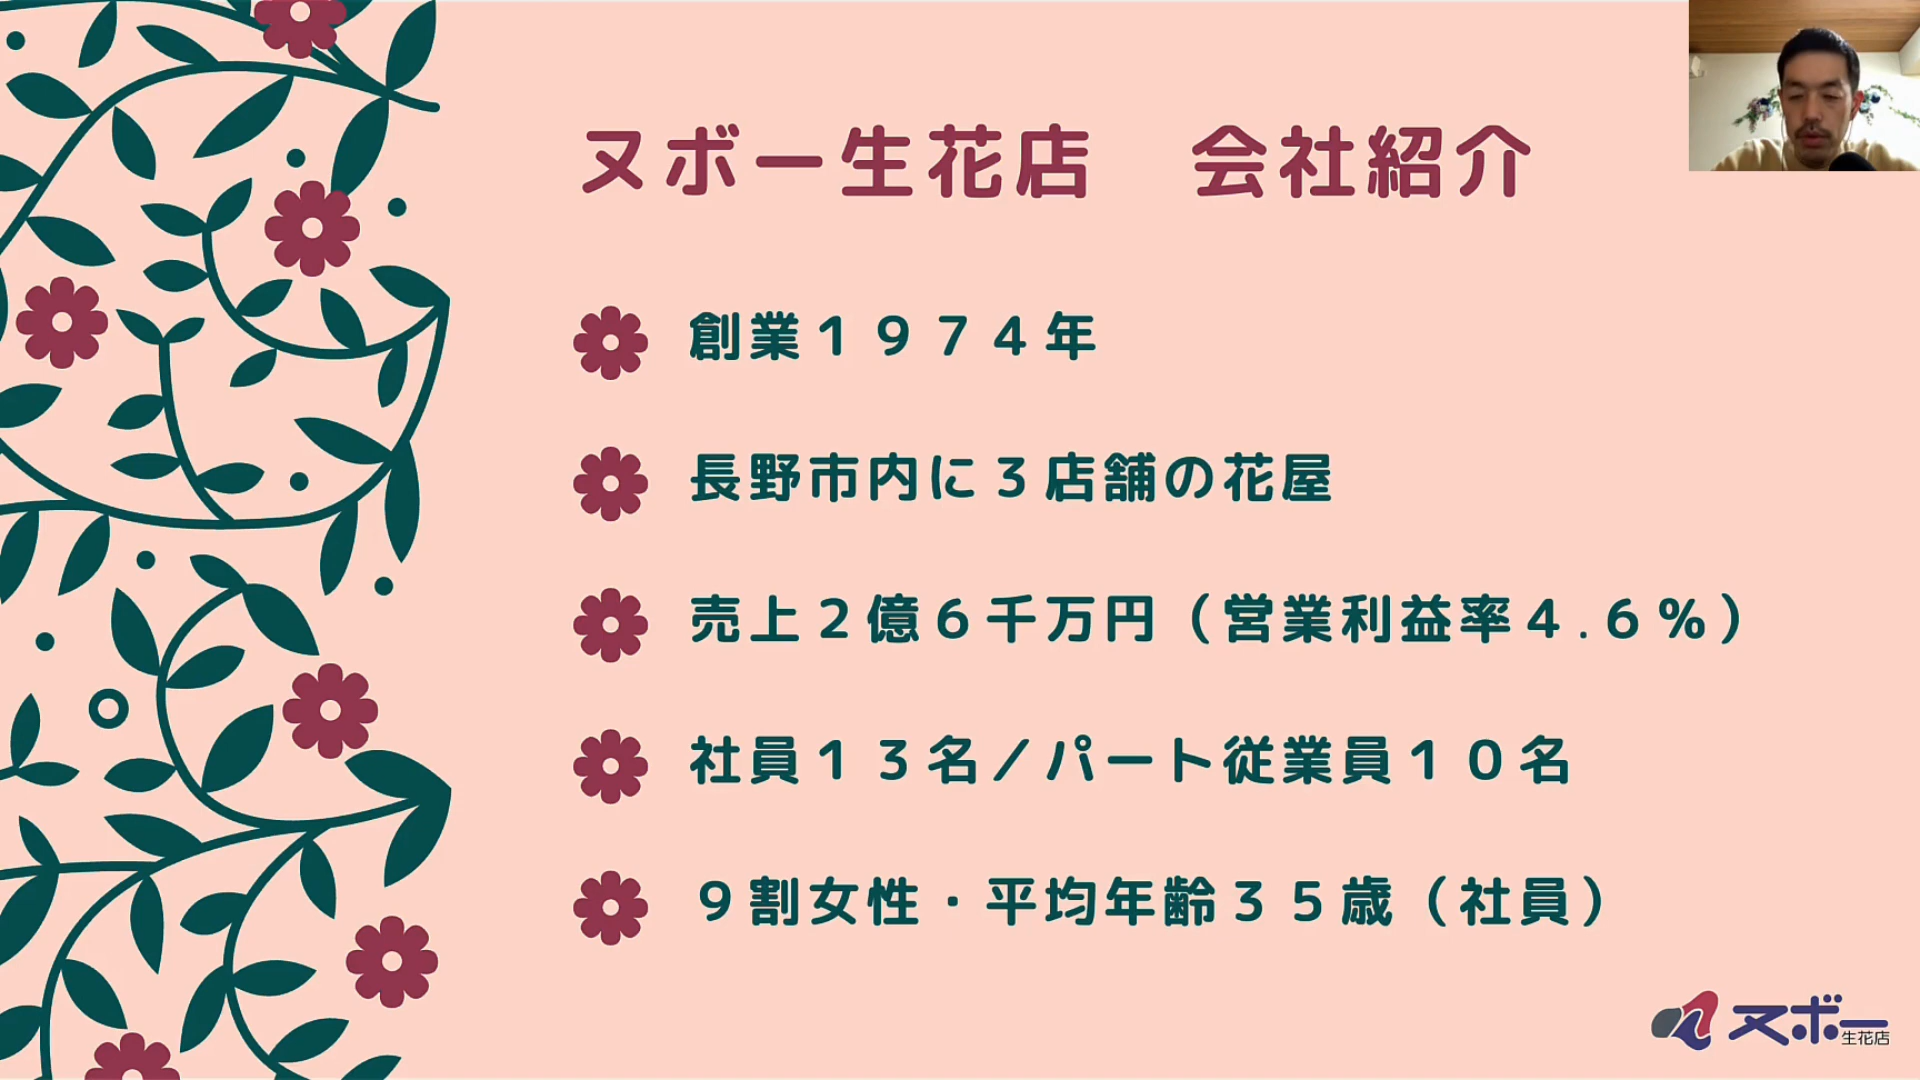 ヌボー生花店　会社紹介
創業１９７４年
長野市内に３店舗の花屋
売上２億６千万円（営業利益率４.６％）
社員１３名／パート従業員１０名
９割女性・平均年齢３５歳（社員）
ヌボー生花店